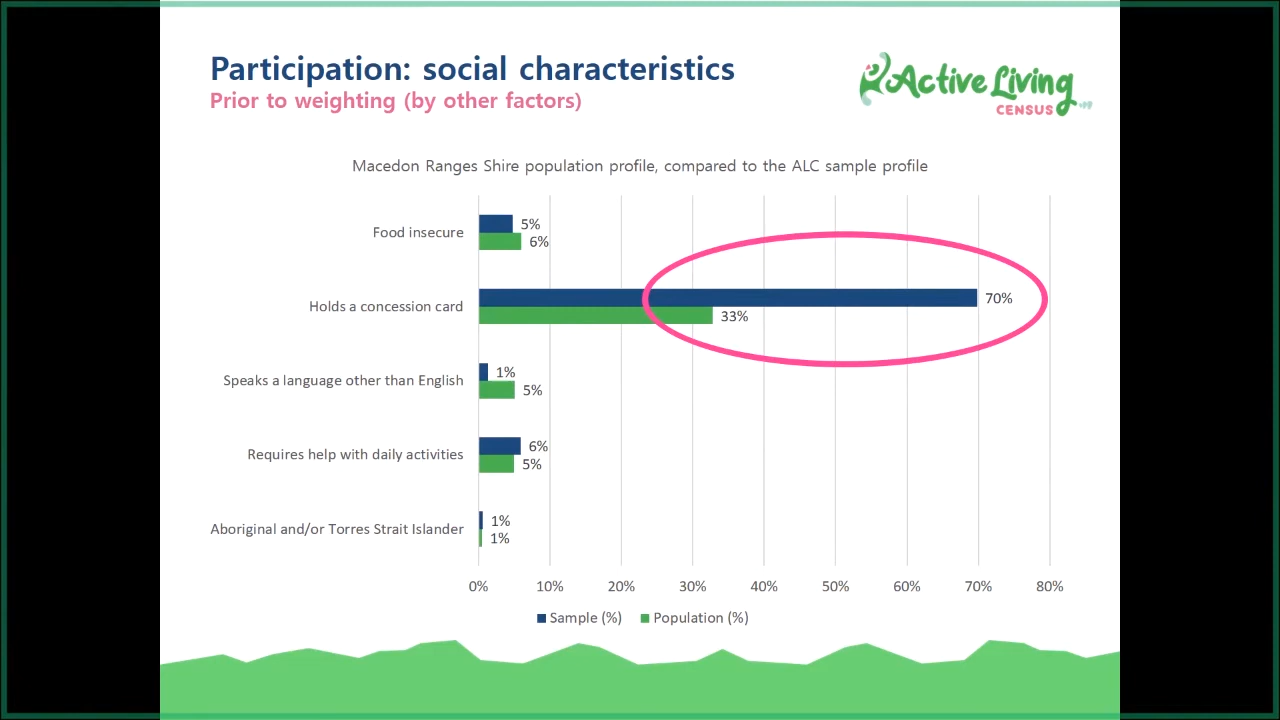 Participation: social characteristics
Prior to weighting (by other factors)
Active Living
CENSUS
Macedon Ranges Shire population profile, compared to the ALC sample profile
Food insecure
5%
6%
Holds a concession card
70%
33%
Speaks a language other than English
1%
5%
Requires help with daily activities
6%
5%
Aboriginal and/or Torres Strait Islander
1%
1%
0% 10% 20% 30% 40% 50% 60% 70% 80%
Sample (%) Population (%)